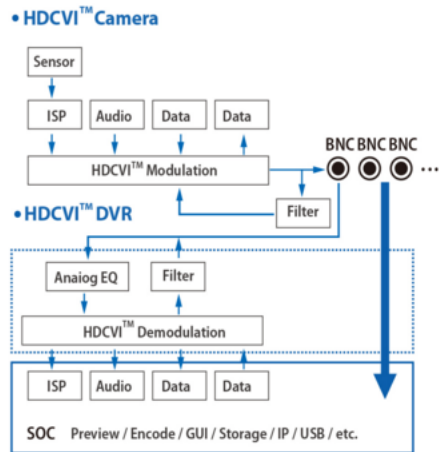 • HDCVI™ Camera
Sensor
ISP Audio Data Data
BNC BNC BNC
HDCVI™ Modulation
...
Filter
• HDCVI™ DVR
Anaiog EQ Filter
HDCVI™ Demodulation
ISP Audio Data Data
SOC Preview / Encode / GUI / Storage / IP / USB / etc.